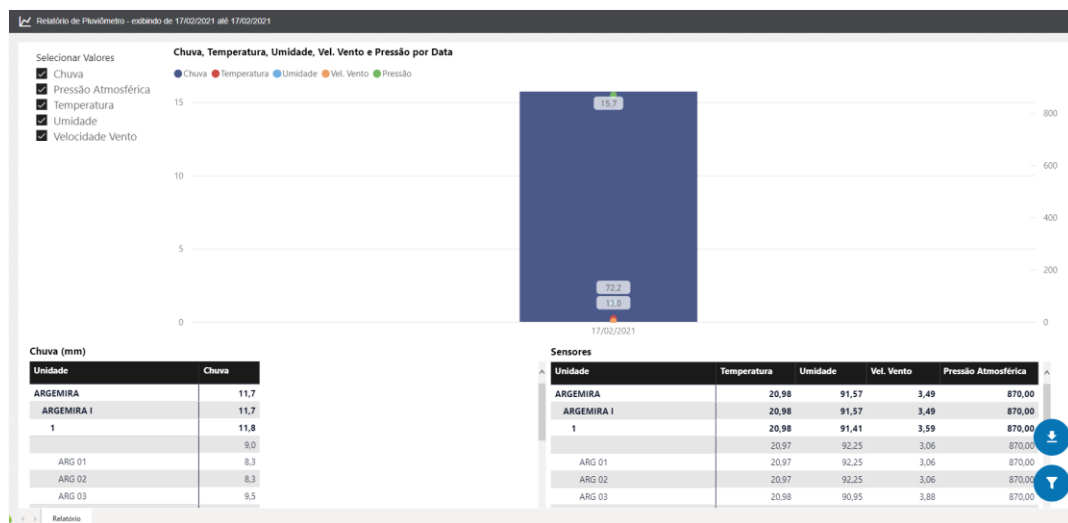 Relatório de Pluviômetro - exibindo de 17/02/2021 até 17/02/2021
Selecionar Valores
Chuva
Pressão Atmosférica
Temperatura
Umidade
Velocidade Vento
Chuva, Temperatura, Umidade, Vel. Vento e Pressão por Data
Chuva Temperatura Umidade Vel. Vento Pressão
15
10
5
0
800
600
400
200
0
15,7
72,2
17/02/2021
Chuva (mm)
Unidade Chuva
ARGEMIRA 11,7
ARGEMIRA I 11,7
1 11,8
9,0
ARG 01 8,3
ARG 02 8,3
ARG 03 9,5
Sensores
Unidade Temperatura Umidade Vel. Vento Pressão Atmosférica
ARGEMIRA 20,98 91,57 3,49 870,00
ARGEMIRA I 20,98 91,57 3,49 870,00
1 20,98 91,41 3,59 870,00
20,97 92,25 3,06 870,00
ARG 01 20,97 92,25 3,06 870,00
ARG 02 20,97 92,25 3,06 870,00
ARG 03 20,98 90,95 3,88 870,00
Relatório